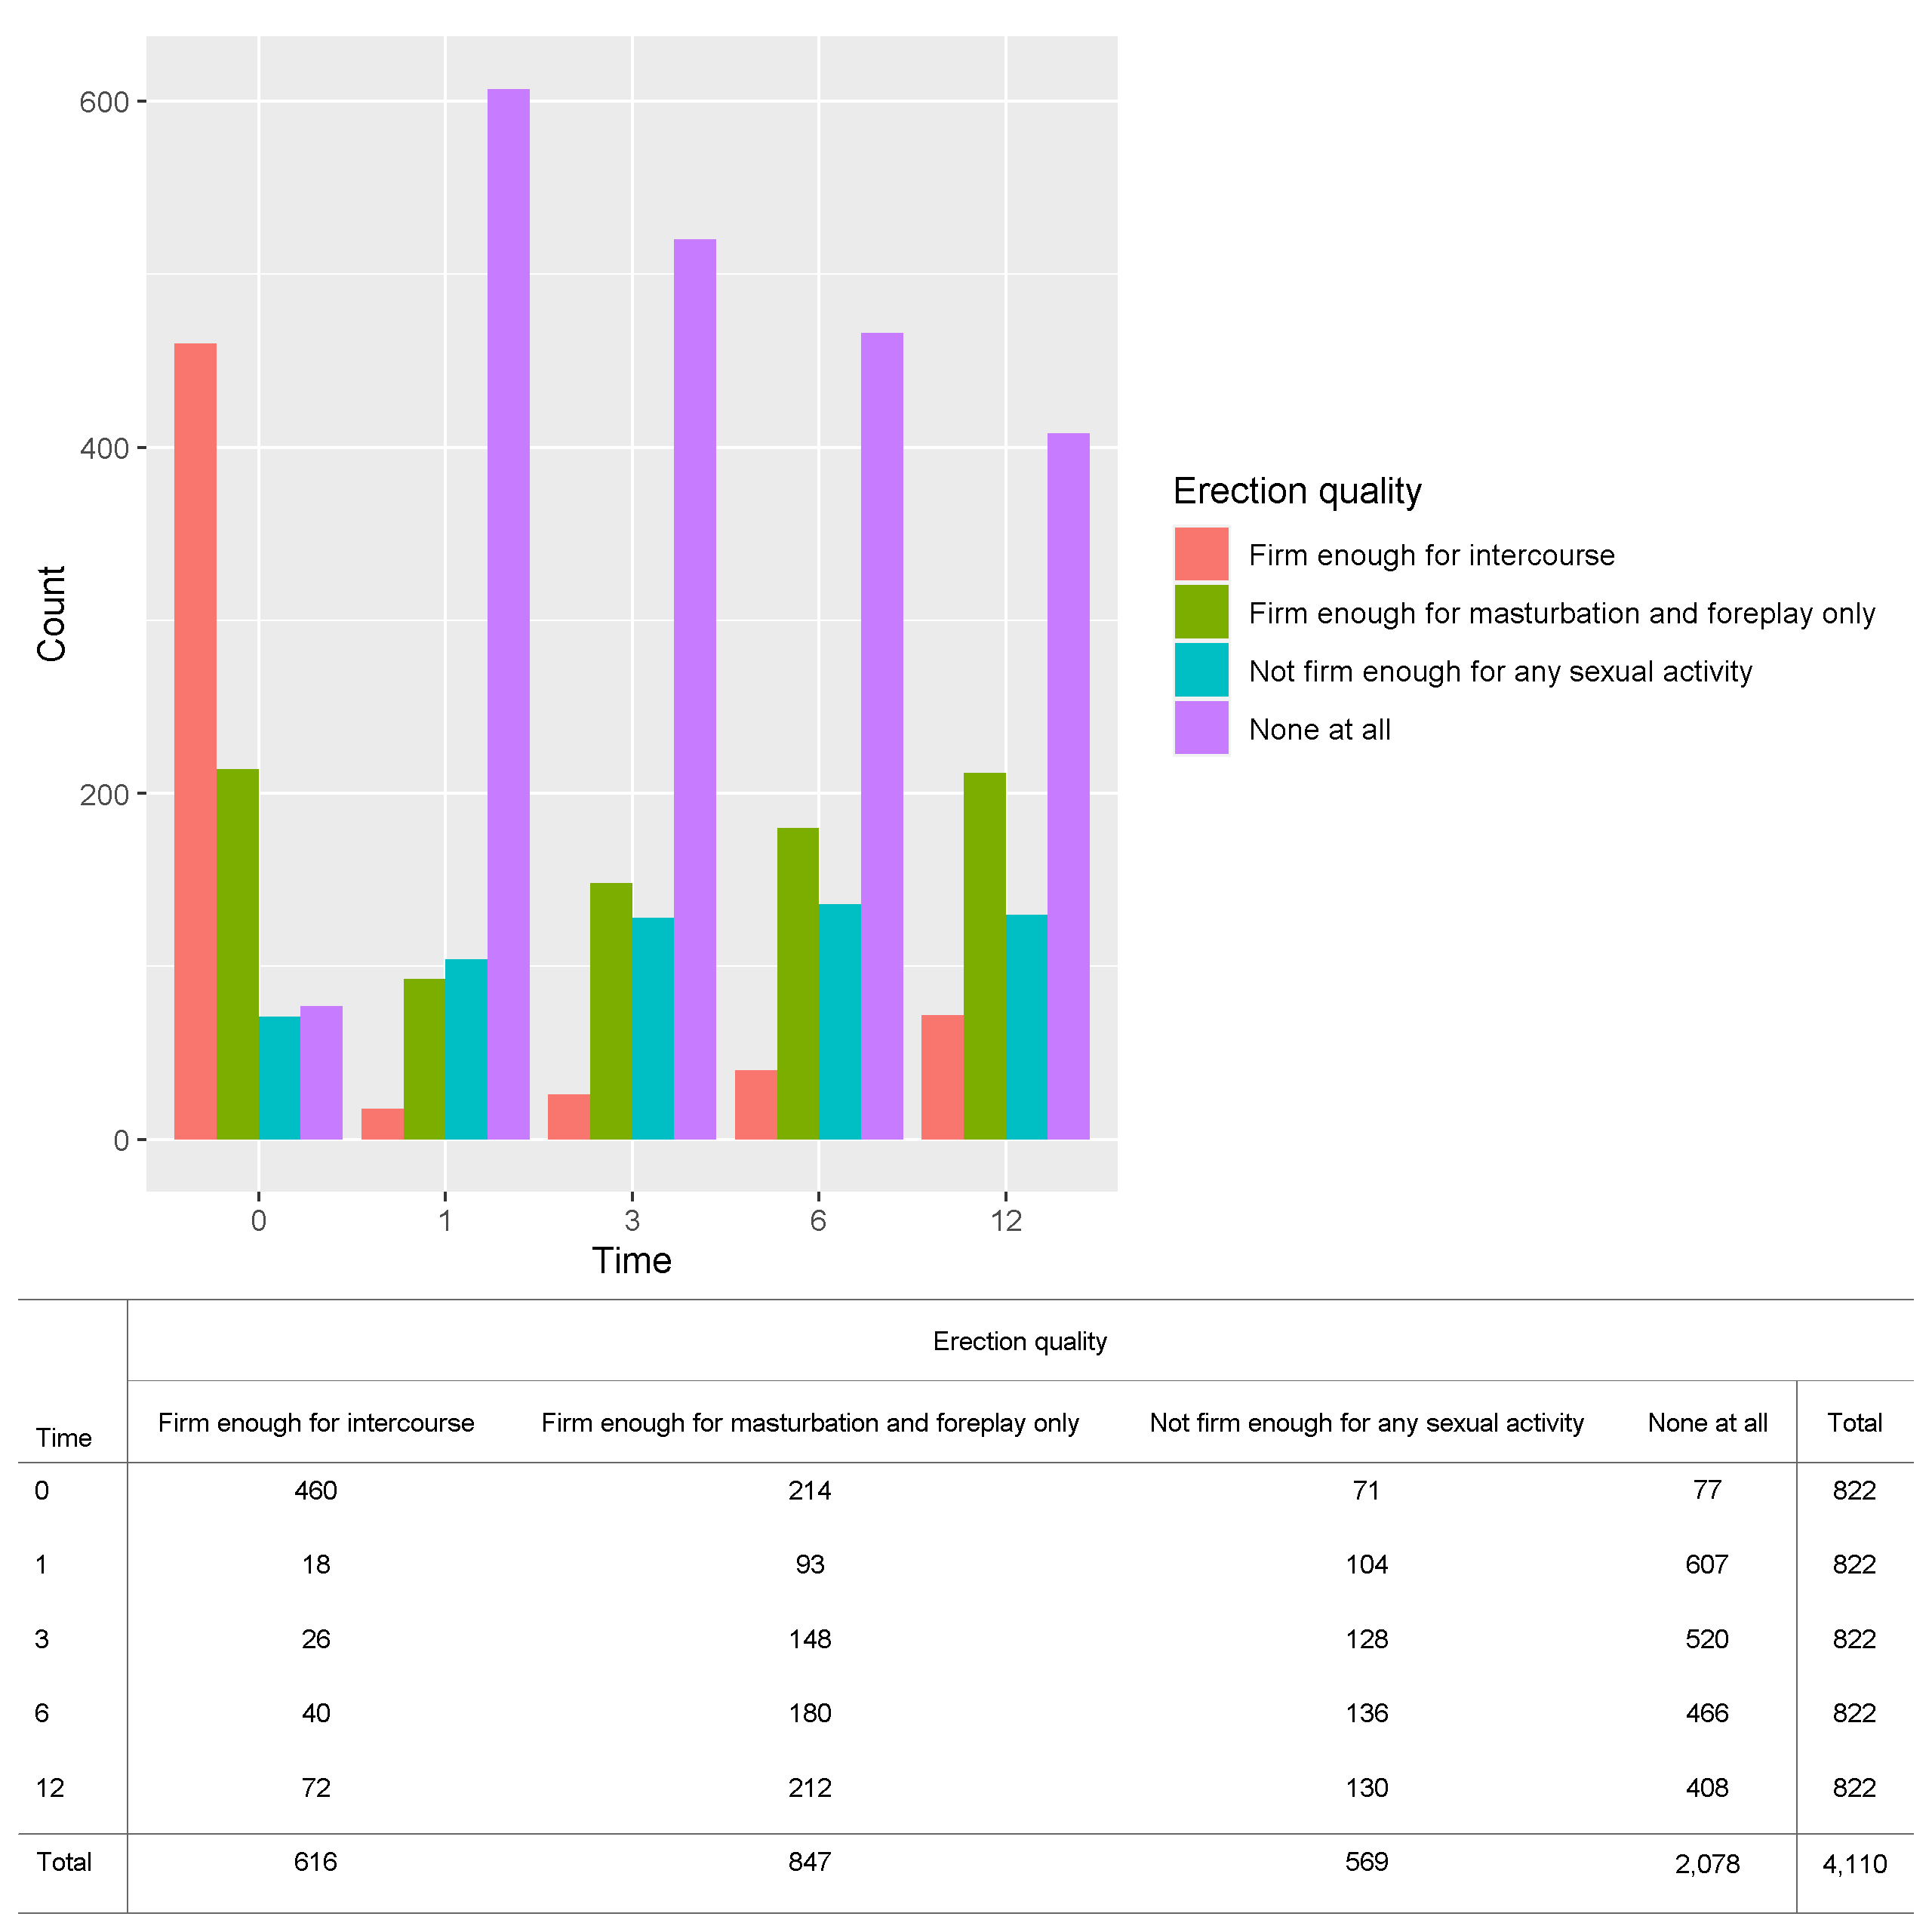 600
400
200
0
Count
0 1 3 6 12
Time
Erection quality
Firm enough for intercourse
Firm enough for masturbation and foreplay only
Not firm enough for any sexual activity
None at all
Erection quality
Time Firm enough for intercourse Firm enough for masturbation and foreplay only Not firm enough for any sexual activity None at all Total
0 460 214 71 77 822
1 18 93 104 607 822
3 26 148 128 520 822
6 40 180 136 466 822
12 72 212 130 408 822
Total 616 847 569 2,078 4,110